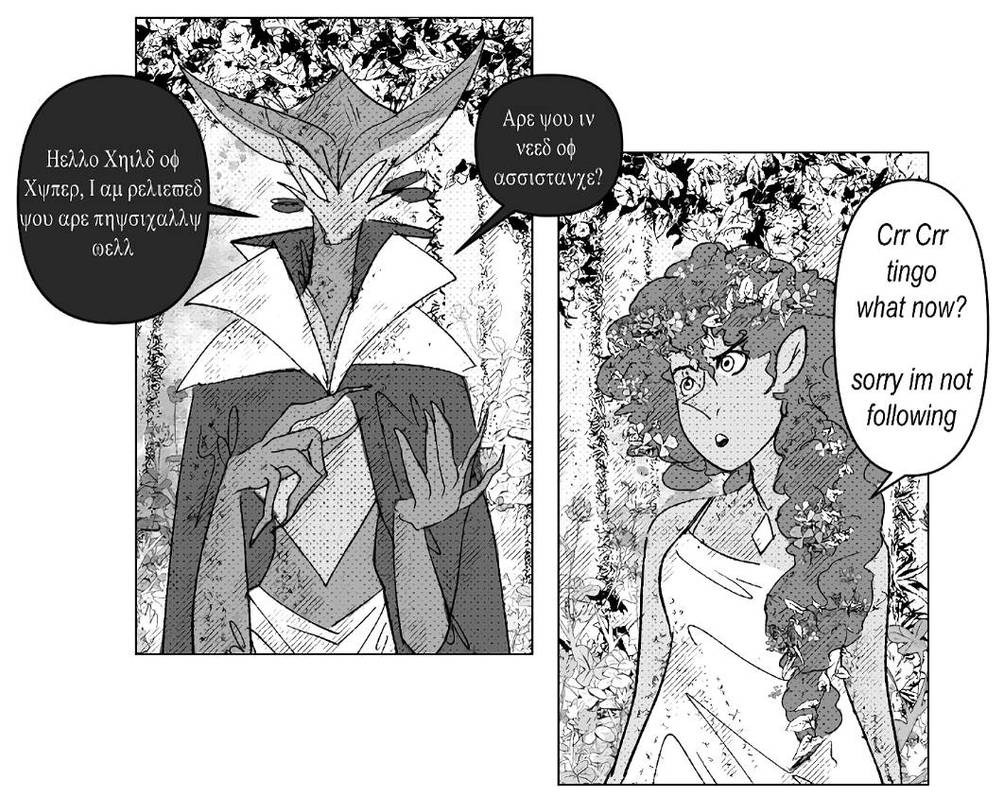 Ηελλο Χηιλδ οφ
Χψπερ, Ι αμ ρελιεϖεδ
ψου αρε πηψσιχαλλψ
ωελλ
Αρε ψου ιν
νεεδ οφ
ασσιστανχε?
Crr Crr
tingo
what now?
sorry im not
following